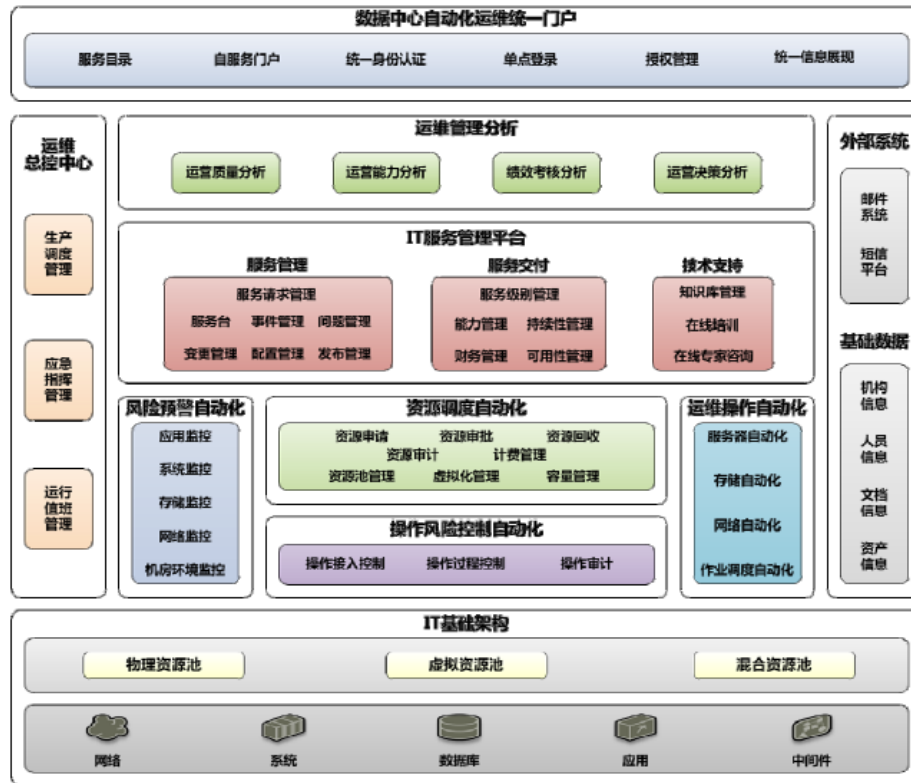 数据中心自动化运维统一门户
服务目录 自服务门户 统一身份认证 单点登录 授权管理 统一信息展现
运维
总控中心
生产
调度
管理
应急
指挥
管理
运行
值班
管理
运维管理分析
运营质量分析 运营能力分析 绩效考核分析 运营决策分析
IT服务管理平台
服务管理
服务请求管理
服务台 事件管理 问题管理
变更管理 配置管理 发布管理
服务交付
服务级别管理
能力管理 持续性管理
财务管理 可用性管理
技术支持
知识库管理
在线培训
在线专家咨询
风险预警自动化
应用监控
系统监控
存储监控
网络监控
机房环境监控
资源调度自动化
资源申请 资源审批 资源回收
资源审计 计费管理
资源池管理 虚拟化管理 容量管理
操作风险控制自动化
操作接入控制 操作过程控制 操作审计
运维操作自动化
服务器自动化
存储自动化
网络自动化
作业调度自动化
外部系统
邮件
系统
短信
平台
基础数据
机构
信息
人员
信息
文档
信息
资产
信息
IT基础架构
物理资源池 虚拟资源池 混合资源池
网络 系统 数据库 应用 中间件